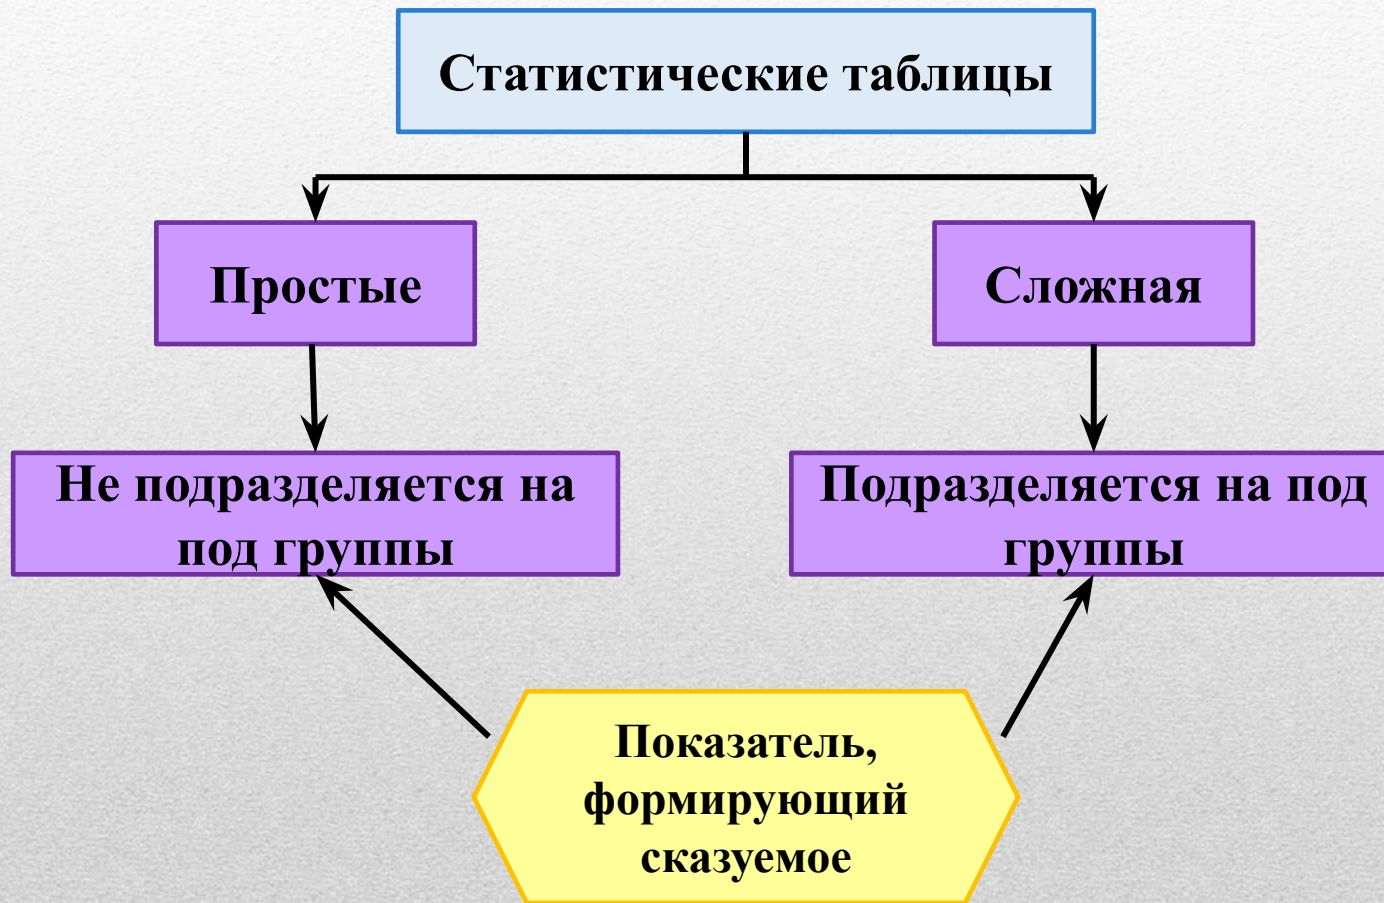 Статистические таблицы
Простые
Сложная
Не подразделяется на
под группы
Подразделяется на под
группы
Показатель,
формирующий
сказуемое